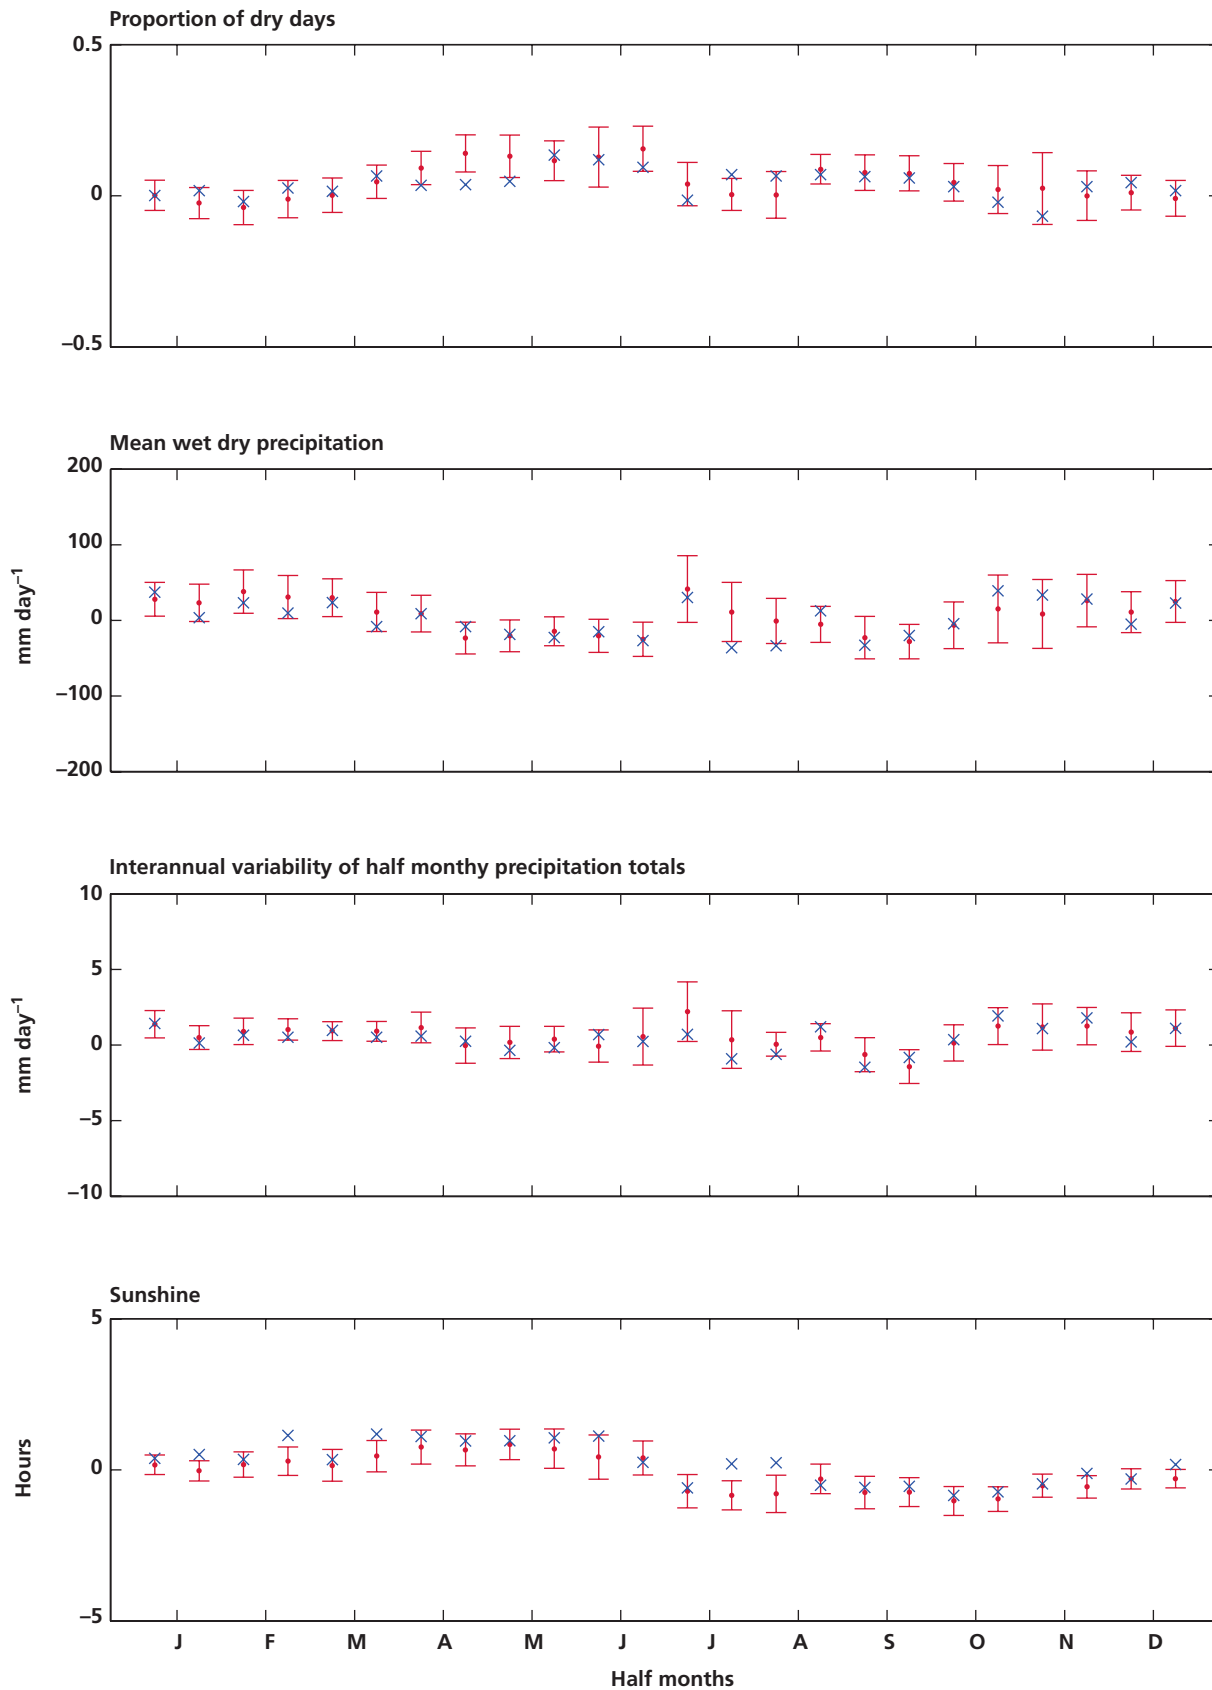 Proportion of dry days
0.5
0
–0.5
Mean wet dry precipitation
200
100
0
–100
–200
mm day–1
Interannual variability of half monthy precipitation totals
10
5
0
–5
–10
mm day–1
Sunshine
5
0
–5
Hours
J F M A M J J A S O N D
Half months